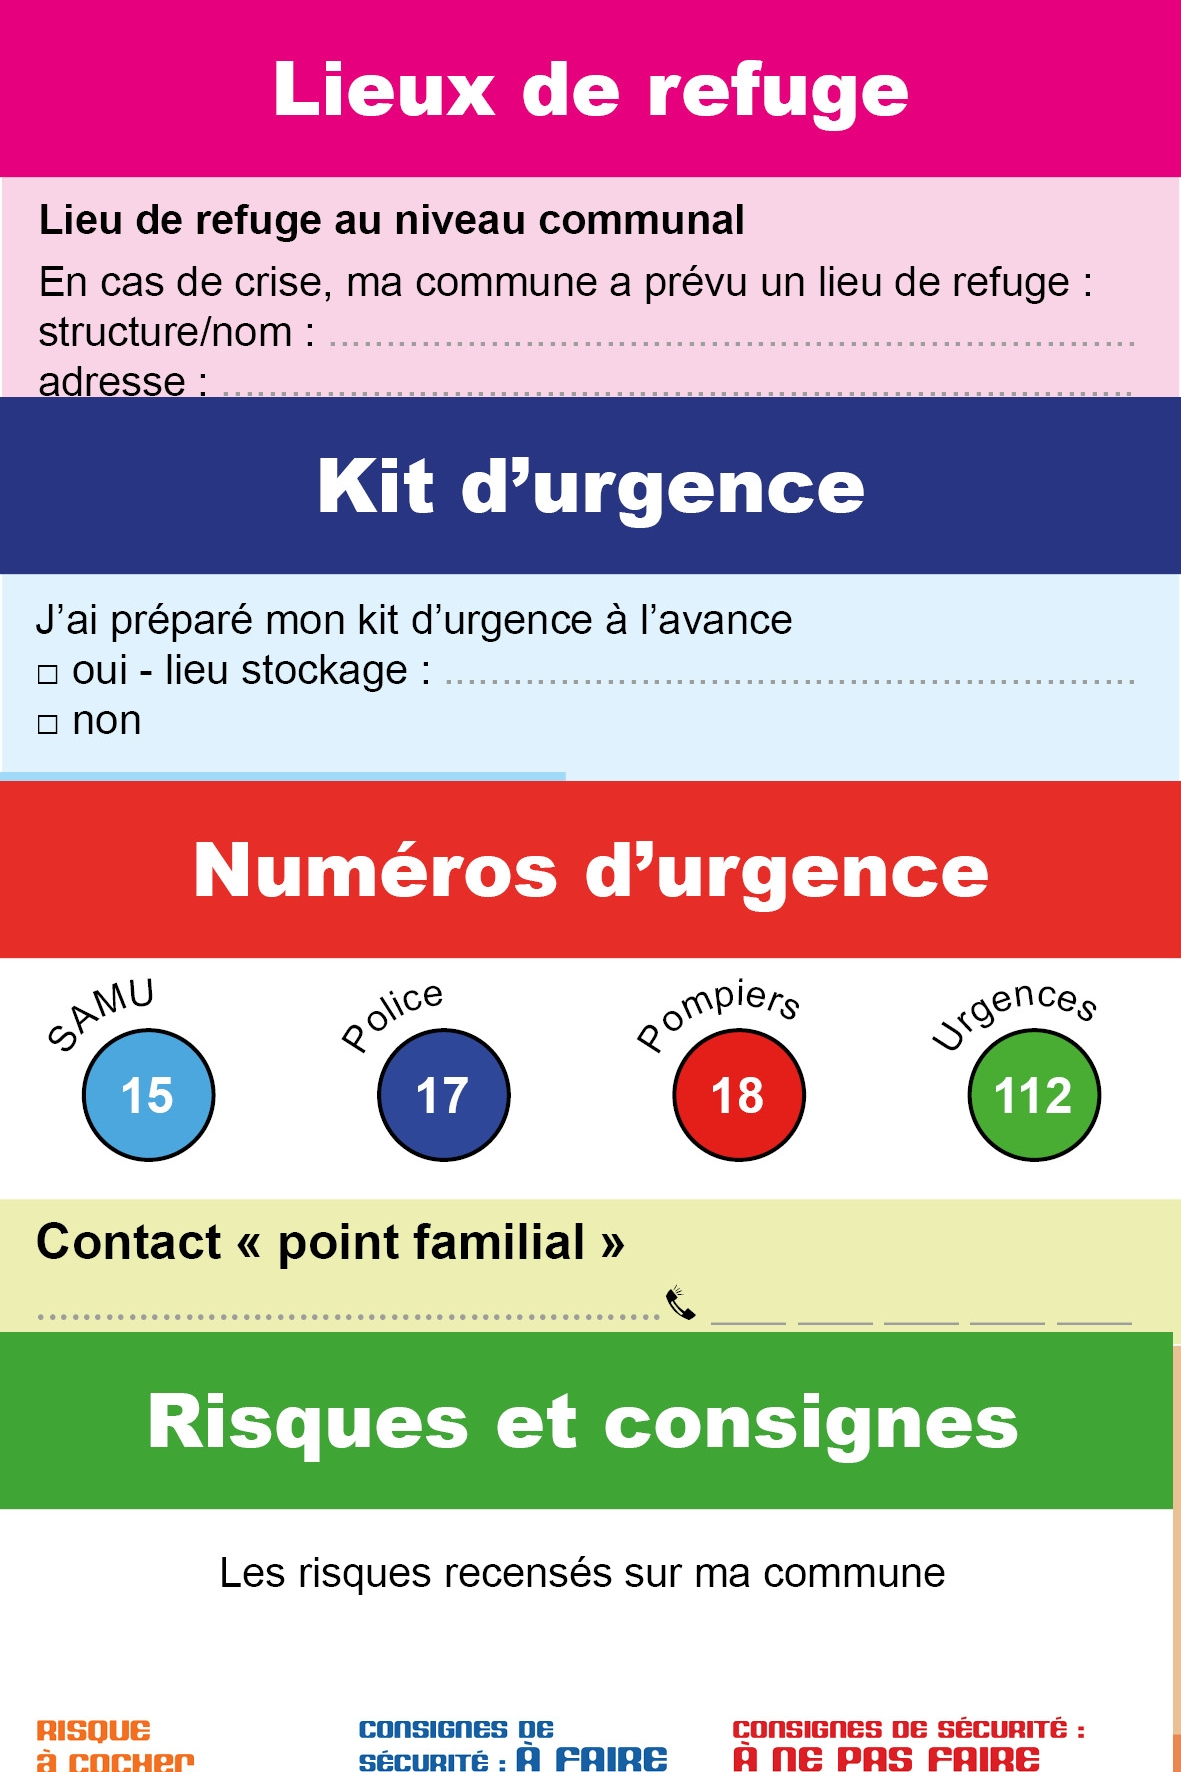 Lieux de refuge
Lieu de refuge au niveau communal
En cas de crise, ma commune a prévu un lieu de refuge :
structure/nom : ......................................................................
adresse : ...............................................................................
Kit d’urgence
J’ai préparé mon kit d’urgence à l’avance
□ oui - lieu stockage : ............................................................
□ non
Numéros d’urgence
SAMU Police Pompiers Urgences
15 17 18 112
Contact « point familial »
......................................................
Risques et consignes
Les risques recensés sur ma commune
RISQUE
à cocher
CONSIGNES DE
SÉCURITÉ : À FAIRE
CONSIGNES DE SÉCURITÉ :
À NE PAS FAIRE